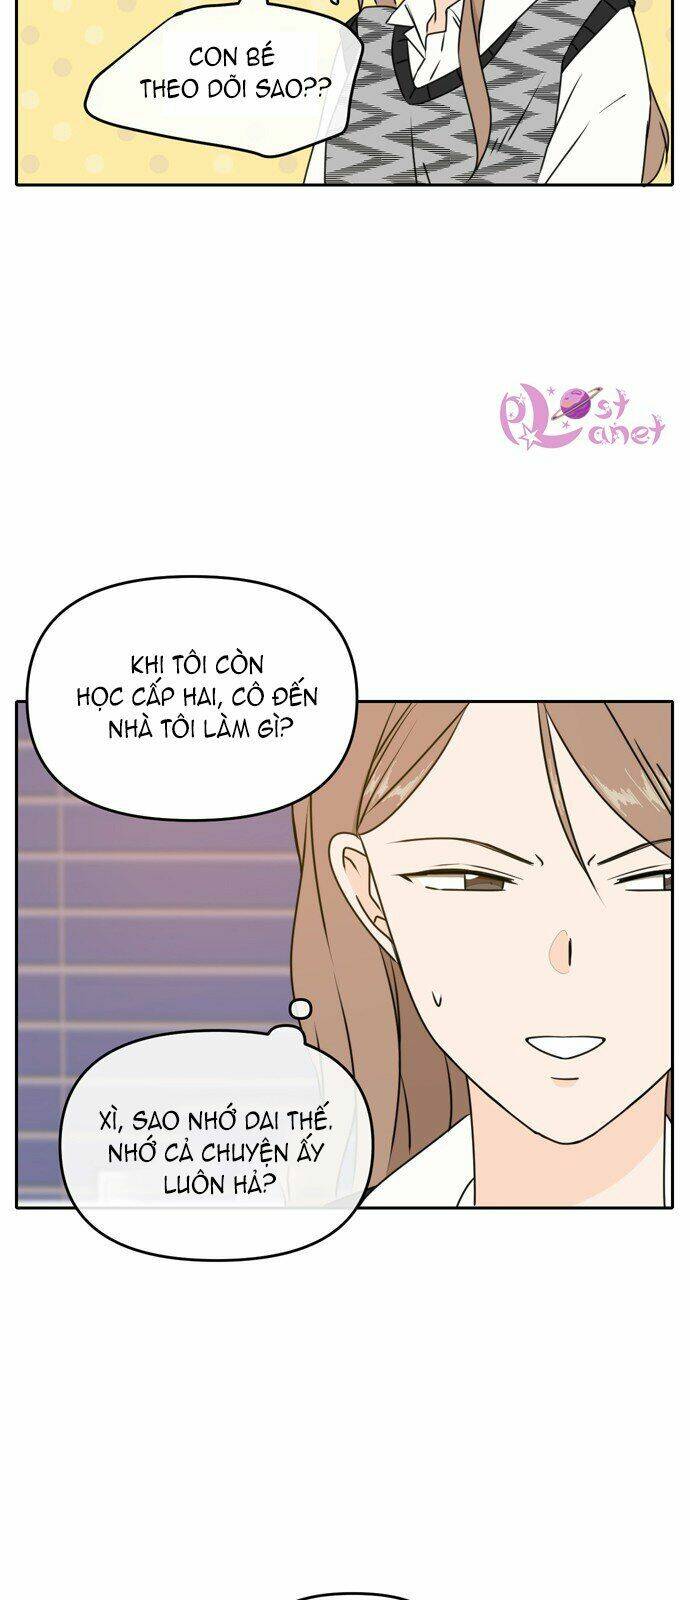 CON BÉ
THEO DÕI SAO??
Lost
PLanet
KHI TÔI CÒN
HỌC CẤP HAI, CÔ ĐẾN
NHÀ TÔI LÀM GÌ?
XÌ, SAO NHỚ DAI THẾ.
NHỚ CẢ CHUYỆN ẤY
LUÔN HẢ?